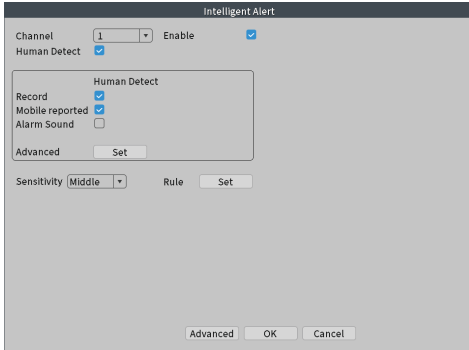 Intelligent Alert
Channel 1 Enable
Human Detect
Human Detect
Record
Mobile reported
Alarm Sound
Advanced Set
Sensitivity Middle Rule Set
Advanced OK Cancel